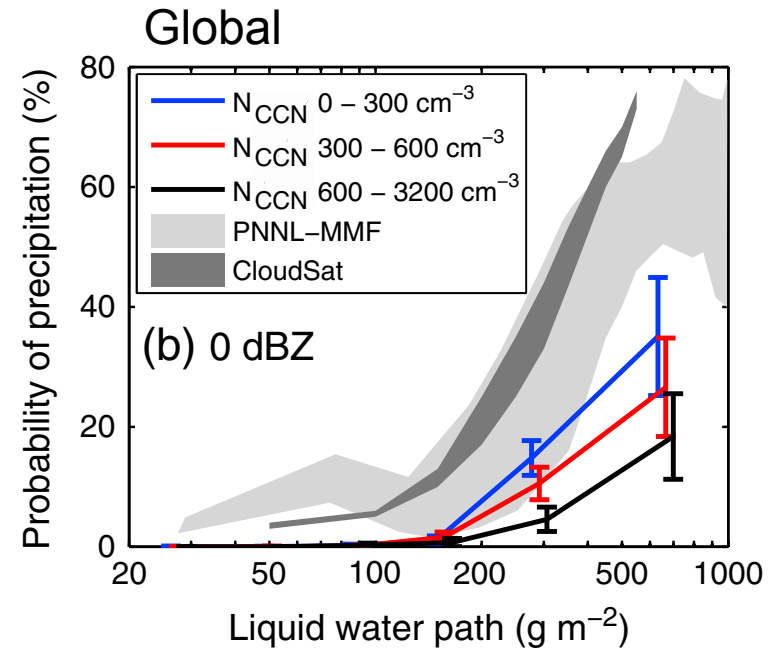 Global
Probability of precipitation (%)
80
60
40
20
0
N_CCN 0 − 300 cm⁻³
N_CCN 300 − 600 cm⁻³
N_CCN 600 − 3200 cm⁻³
PNNL−MMF
CloudSat
(b) 0 dBZ
20 50 100 200 500 1000
Liquid water path (g m⁻²)